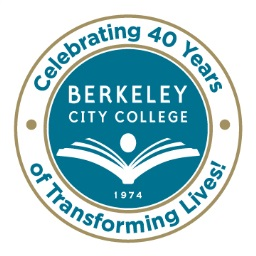 Celebrating 40 Years
BERKELEY
CITY COLLEGE
1974
of Transforming Lives!